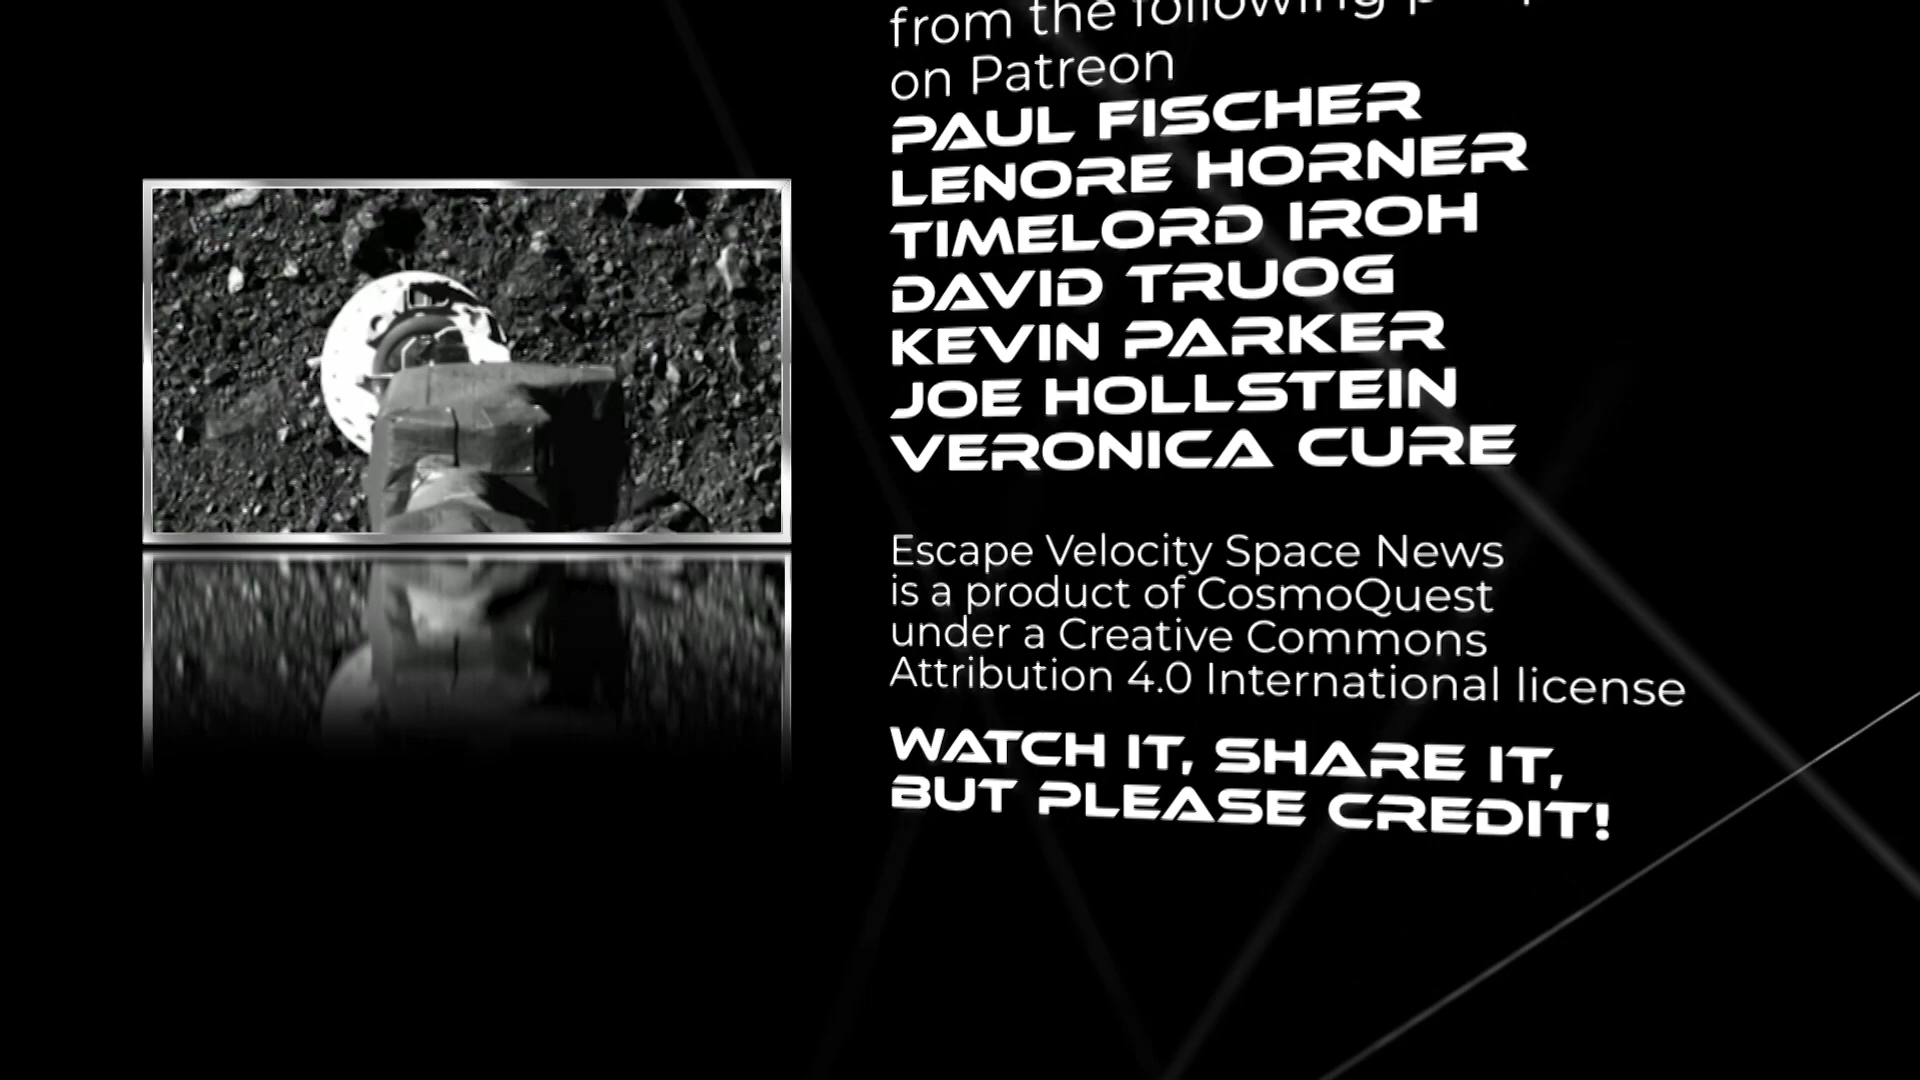 from the following
on Patreon
PAUL FISCHER
LENORE HORNER
TIMELORD IROH
DAVID TRUOG
KEVIN PARKER
JOE HOLLSTEIN
VERONICA CURE
Escape Velocity Space News
is a product of CosmoQuest
under a Creative Commons
Attribution 4.0 International license
WATCH IT, SHARE IT,
BUT PLEASE CREDIT!